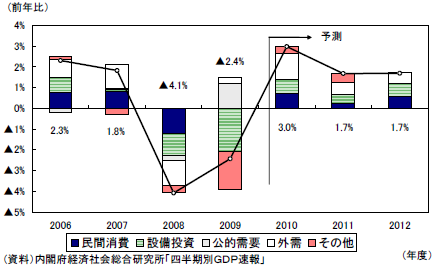 (前年比)
4%
3%
2%
1%
0%
▲1%
▲2%
▲3%
▲4%
▲5%
予測
2.3%
1.8%
▲4.1%
▲2.4%
3.0%
1.7%
1.7%
2006 2007 2008 2009 2010 2011 2012
(年度)
民間消費 設備投資 公的需要 外需 その他
(資料)内閣府経済社会総合研究所「四半期別GDP速報」